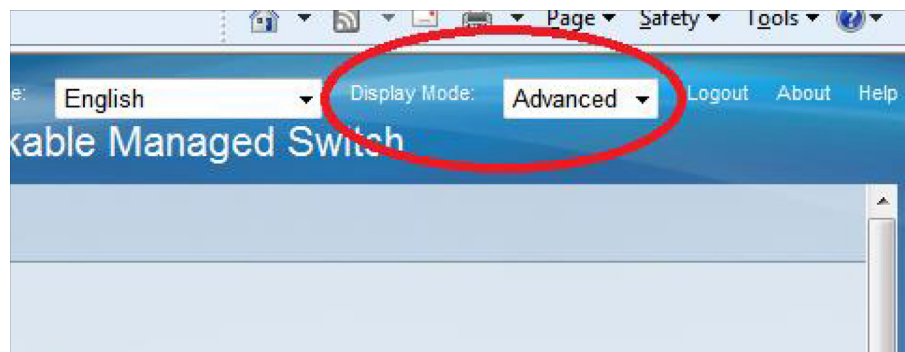 Page Safety Tools
e: English Display Mode: Advanced Logout About Help
kable Managed Switch